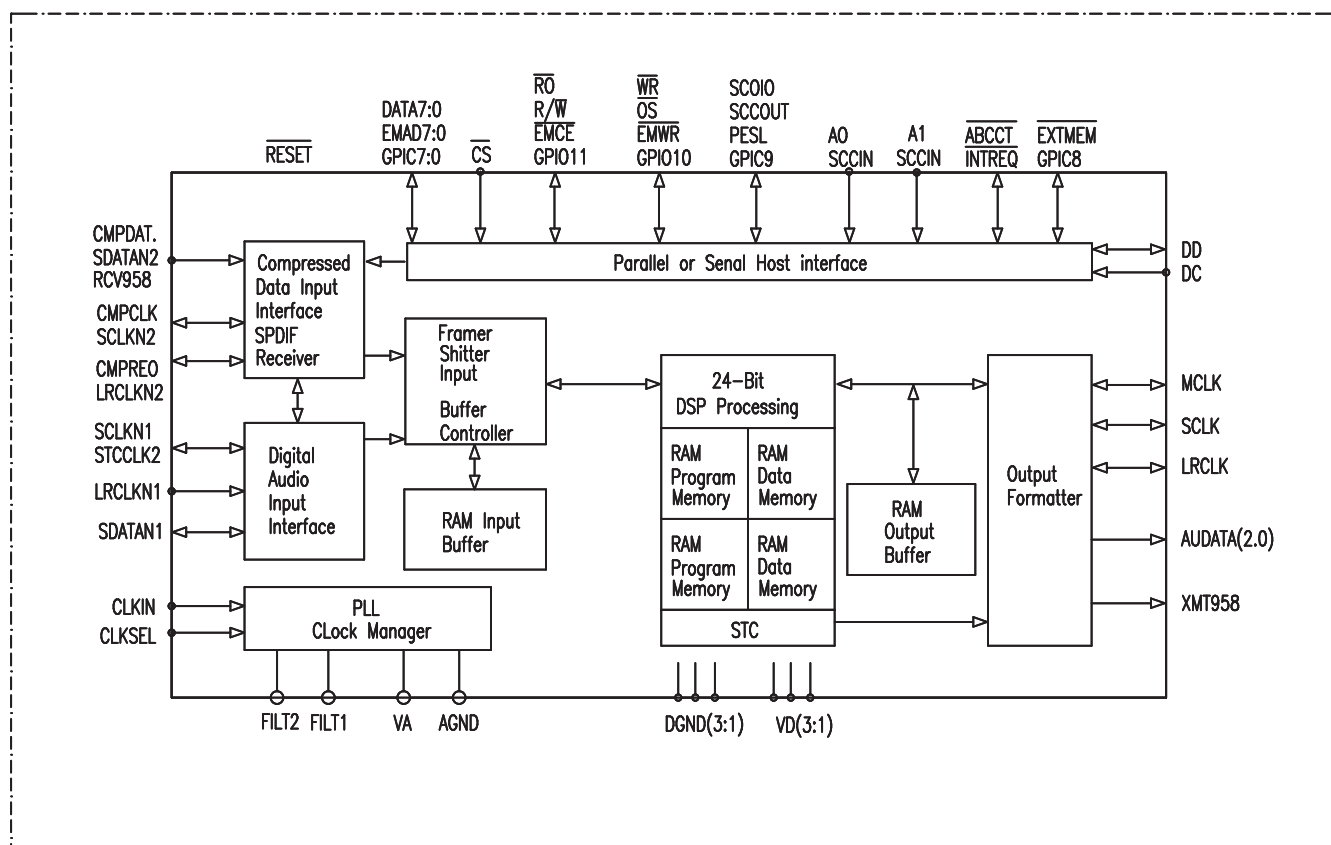 RO
R/W
EMCE
GPIO11
WR
OS
EMWR
GPIO10
SCOIO
SCCOUT
PESL
GPIC9
DATA7:0
EMAD7:0
GPIC7:0
RESET
CS
A0
SCCIN
A1
SCCIN
ABCCT
INTREQ
EXTMEM
GPIC8
CMPDAT.
SDATAN2
RCV958
CMPCLK
SCLKN2
CMPREO
LRCLKN2
SCLKN1
STCCLK2
LRCLKN1
SDATAN1
CLKIN
CLKSEL
Compressed
Data Input
Interface
SPDIF
Receiver
Parallel or Senal Host interface
DD
DC
Framer
Shitter
Input
Buffer
Controller
Digital
Audio
Input
Interface
RAM Input
Buffer
24-Bit
DSP Processing
RAM
Program
Memory
RAM
Data
Memory
RAM
Program
Memory
RAM
Data
Memory
STC
RAM
Output
Buffer
Output
Formatter
MCLK
SCLK
LRCLK
AUDATA(2.0)
XMT958
PLL
CLock Manager
FILT2
FILT1
VA
AGND
DGND(3:1)
VD(3:1)